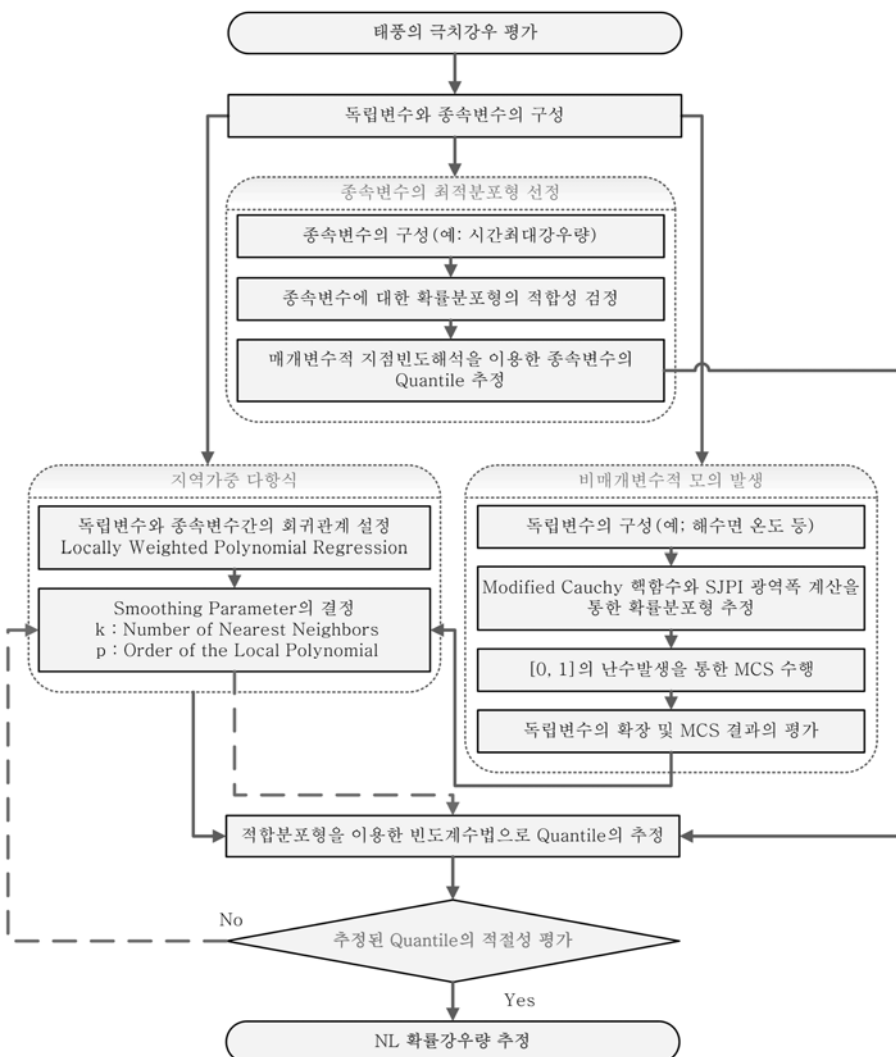 태풍의 극치강우 평가
독립변수와 종속변수의 구성
종속변수의 최적분포형 선정
종속변수의 구성(예: 시간최대강우량)
종속변수에 대한 확률분포형의 적합성 검정
매개변수적 지점빈도해석을 이용한 종속변수의
Quantile 추정
지역가중 다항식
독립변수와 종속변수간의 회귀관계 설정
Locally Weighted Polynomial Regression
Smoothing Parameter의 결정
k : Number of Nearest Neighbors
p : Order of the Local Polynomial
비매개변수적 모의 발생
독립변수의 구성(예; 해수면 온도 등)
Modified Cauchy 핵함수와 SJPI 광역폭 계산을
통한 확률분포형 추정
[0, 1]의 난수발생을 통한 MCS 수행
독립변수의 확장 및 MCS 결과의 평가
적합분포형을 이용한 빈도계수법으로 Quantile의 추정
No
추정된 Quantile의 적절성 평가
Yes
NL 확률강우량 추정